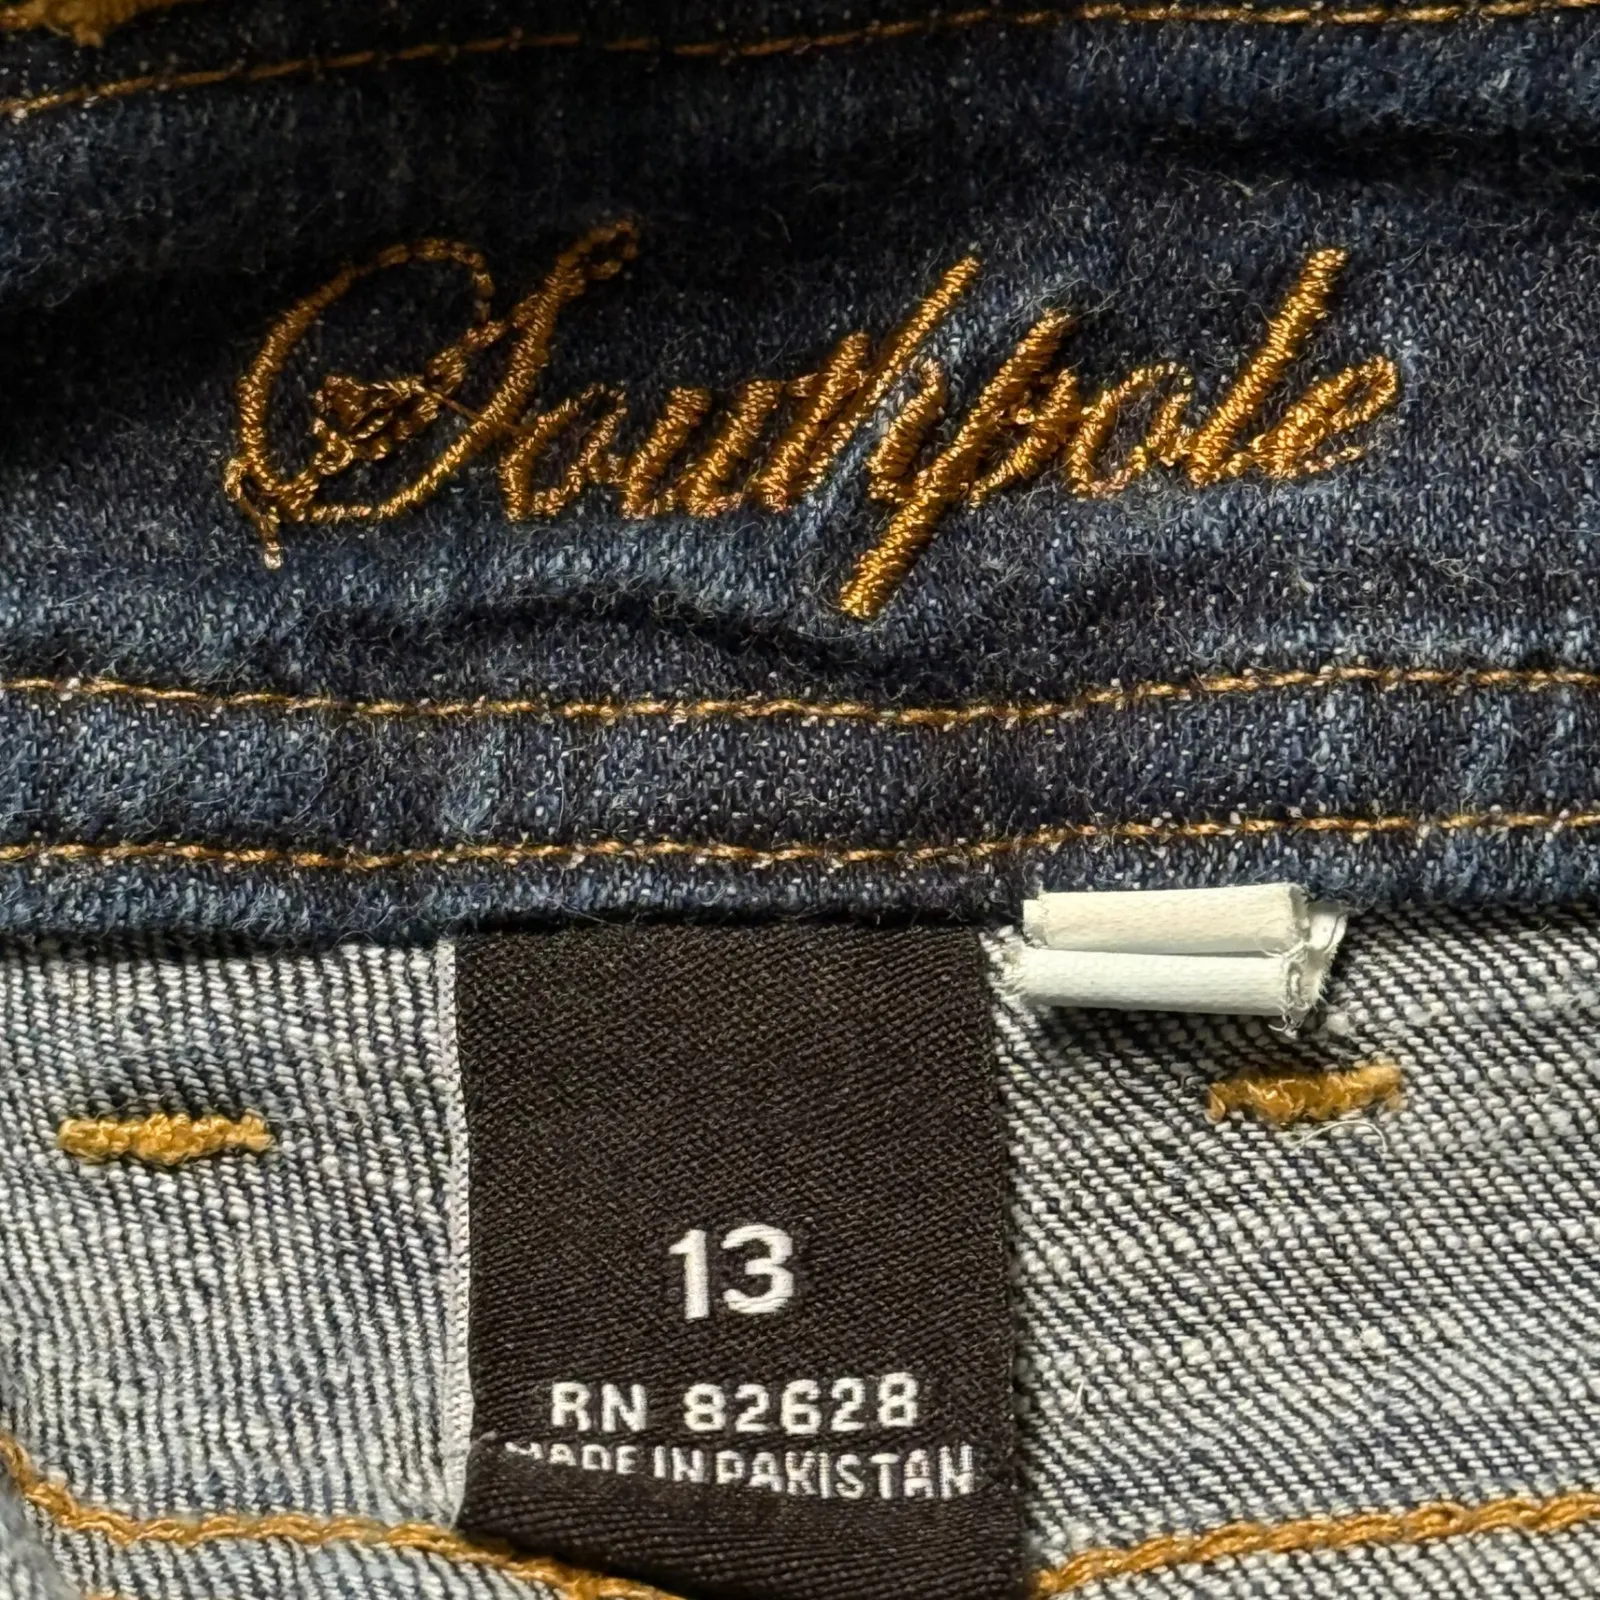 Southpole
13
RN 82628
MADE IN PAKISTAN